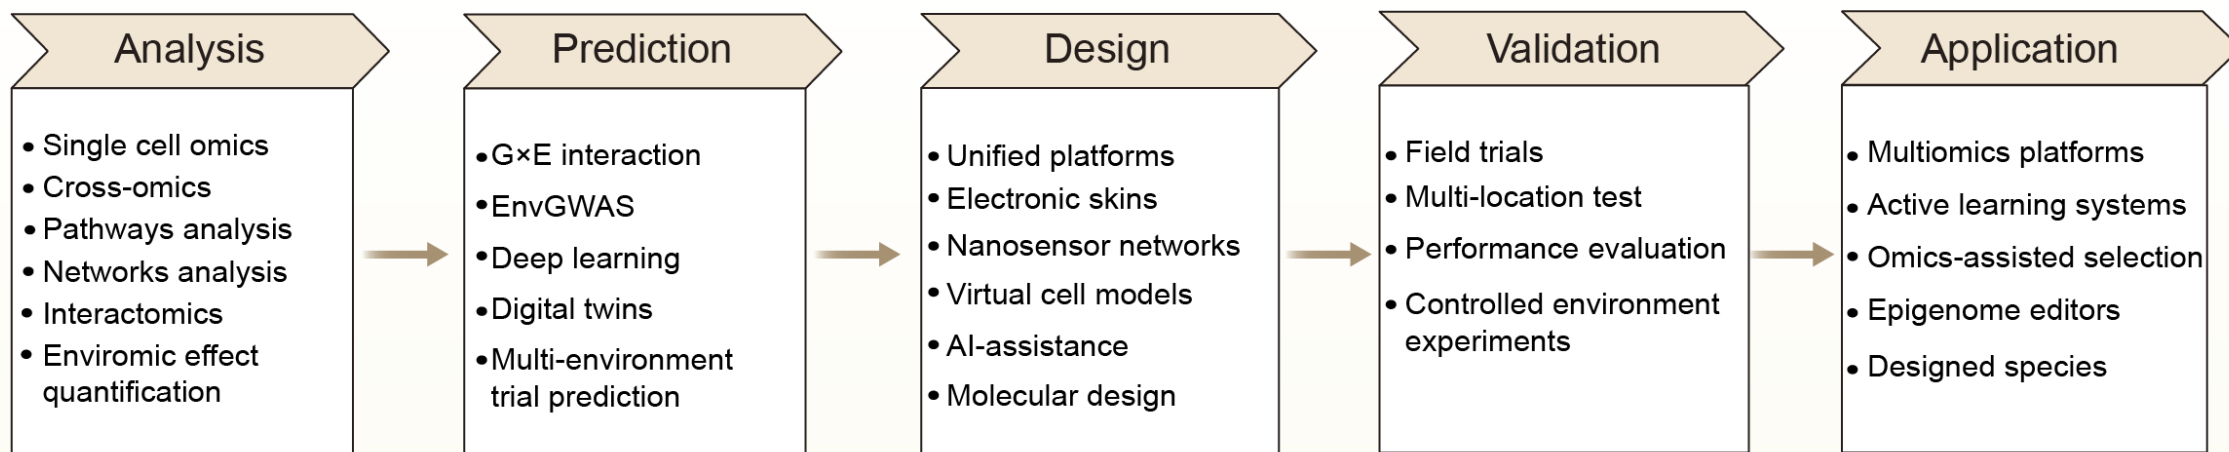 Analysis
• Single cell omics
• Cross-omics
• Pathways analysis
• Networks analysis
• Interactomics
• Enviromic effect
quantification
Prediction
• G×E interaction
• EnvGWAS
• Deep learning
• Digital twins
• Multi-environment
trial prediction
Design
• Unified platforms
• Electronic skins
• Nanosensor networks
• Virtual cell models
• AI-assistance
• Molecular design
Validation
• Field trials
• Multi-location test
• Performance evaluation
• Controlled environment
experiments
Application
• Multiomics platforms
• Active learning systems
• Omics-assisted selection
• Epigenome editors
• Designed species